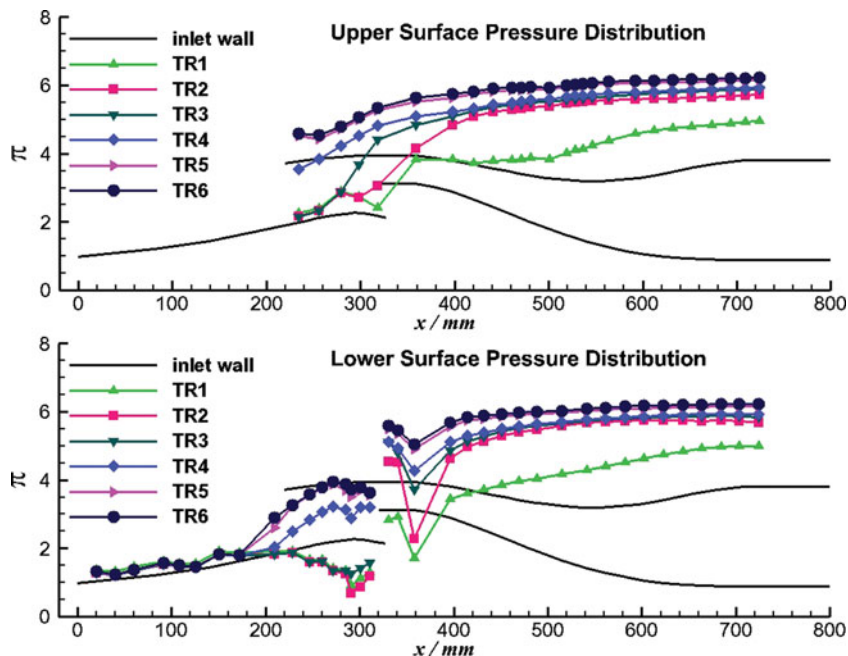 Upper Surface Pressure Distribution
inlet wall
TR1
TR2
TR3
TR4
TR5
TR6
π
8
6
4
2
0
0 100 200 300 400 500 600 700 800
x / mm
Lower Surface Pressure Distribution
inlet wall
TR1
TR2
TR3
TR4
TR5
TR6
π
8
6
4
2
0
0 100 200 300 400 500 600 700 800
x / mm